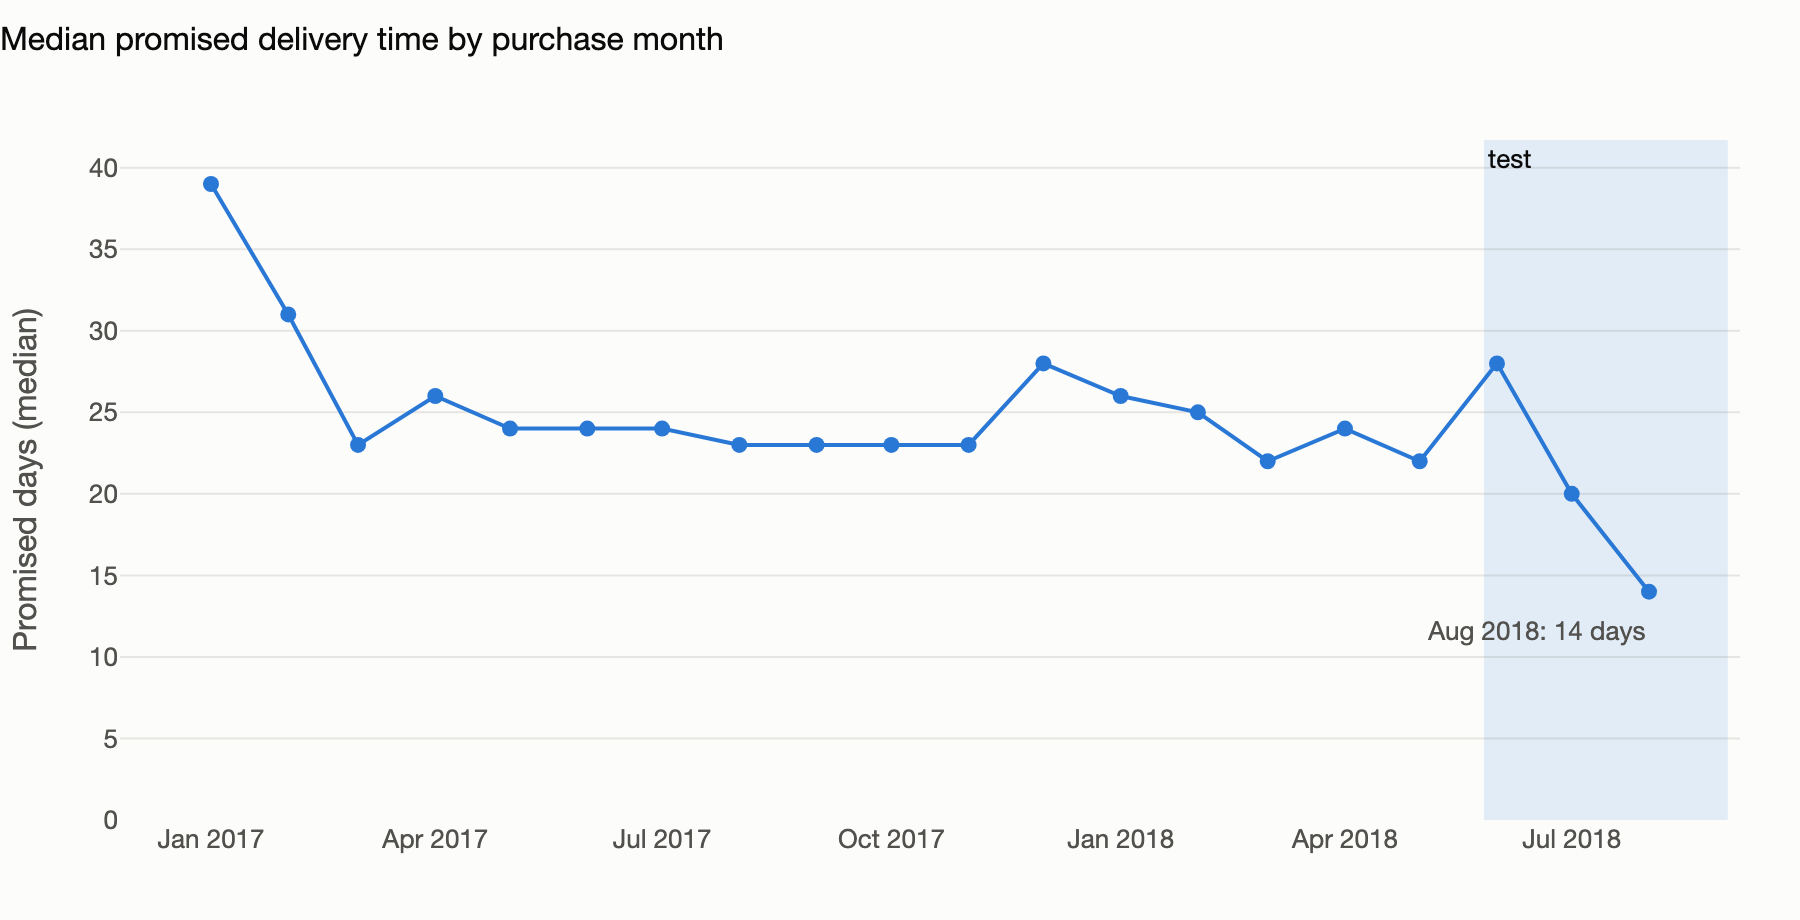 Median promised delivery time by purchase month
test
40
35
30
25
20
15
10
5
0
Promised days (median)
Aug 2018: 14 days
Jan 2017 Apr 2017 Jul 2017 Oct 2017 Jan 2018 Apr 2018 Jul 2018